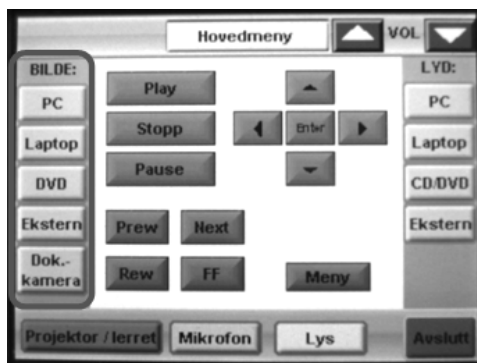 Hovedmeny
VOL
BILDE:
PC
Laptop
DVD
Ekstern
Dok.-
kamera
Play
Stopp
Pause
Enter
Prew
Next
Rew
FF
Meny
LYD:
PC
Laptop
CD/DVD
Ekstern
Projektor / lerret
Mikrofon
Lys
Avslutt